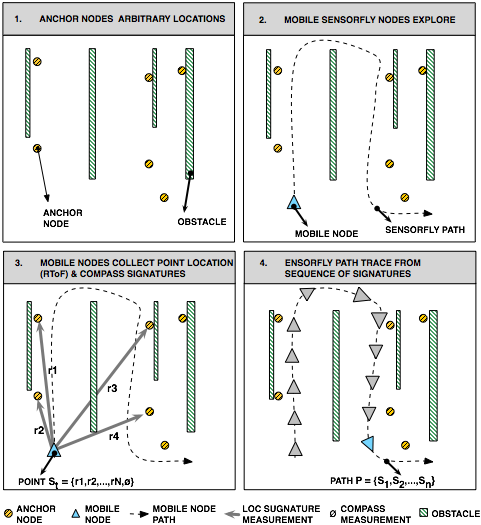 1. ANCHOR NODES ARBITRARY LOCATIONS
ANCHOR
NODE
OBSTACLE
2. MOBILE SENSORFLY NODES EXPLORE
MOBILE NODE
SENSORFLY PATH
3. MOBILE NODES COLLECT POINT LOCATION
(RToF) & COMPASS SIGNATURES
r1
r3
r2
r4
POINT St = {r1,r2,...,rN,ø}
4. ENSORFLY PATH TRACE FROM
SEQUENCE OF SIGNATURES
PATH P = {S1,S2,...,Sn}
ANCHOR
NODE
MOBILE
NODE
MOBILE NODE
PATH
LOC SUGNATURE
MEASUREMENT
ø COMPASS
MEASUREMENT
OBSTACLE